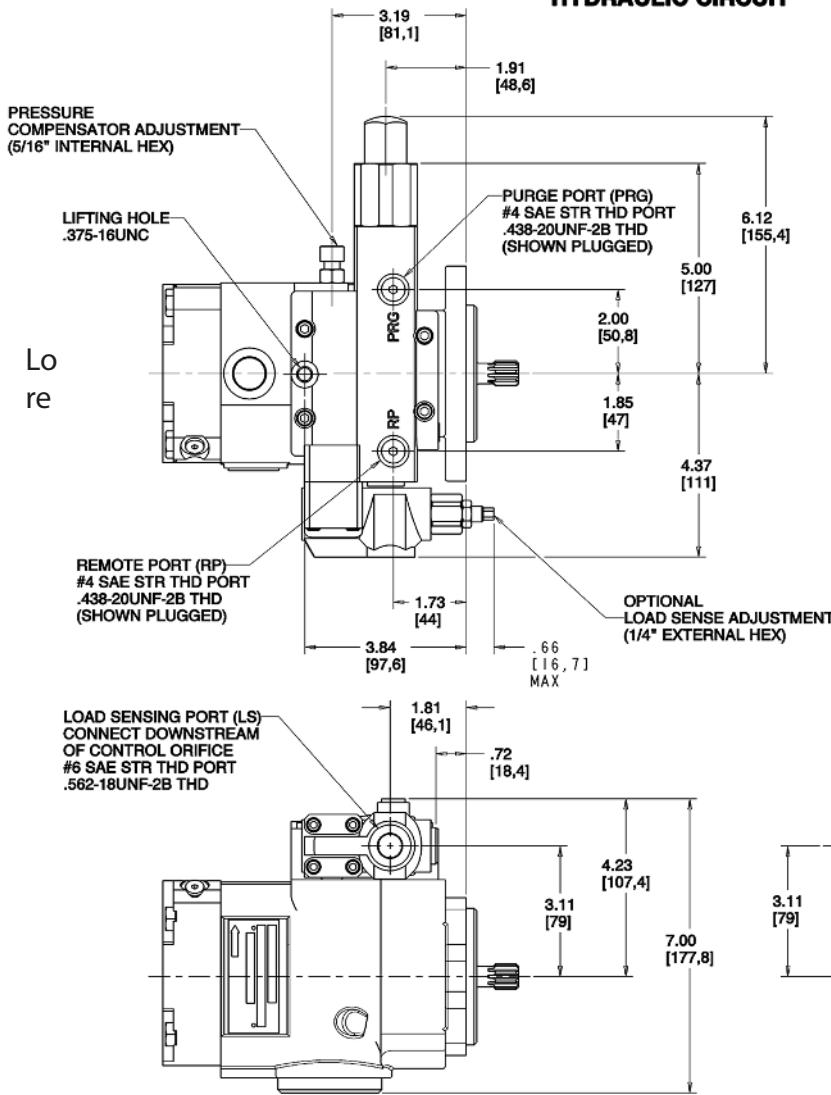 HYDRAULIC CIRCUIT
3.19
[81,1]
1.91
[48,6]
PRESSURE
COMPENSATOR ADJUSTMENT
(5/16" INTERNAL HEX)
LIFTING HOLE
.375-16UNC
PURGE PORT (PRG)
#4 SAE STR THD PORT
.438-20UNF-2B THD
(SHOWN PLUGGED)
6.12
[155,4]
5.00
[127]
2.00
[50,8]
PRG
Lo
re
1.85
[47]
RP
4.37
[111]
REMOTE PORT (RP)
#4 SAE STR THD PORT
.438-20UNF-2B THD
(SHOWN PLUGGED)
1.73
[44]
OPTIONAL
LOAD SENSE ADJUSTMENT
(1/4" EXTERNAL HEX)
3.84
[97,6]
.66
[16,7]
MAX
LOAD SENSING PORT (LS)
CONNECT DOWNSTREAM
OF CONTROL ORIFICE
#6 SAE STR THD PORT
.562-18UNF-2B THD
1.81
[46,1]
.72
[18,4]
4.23
[107,4]
3.11
[79]
3.11
[79]
7.00
[177,8]